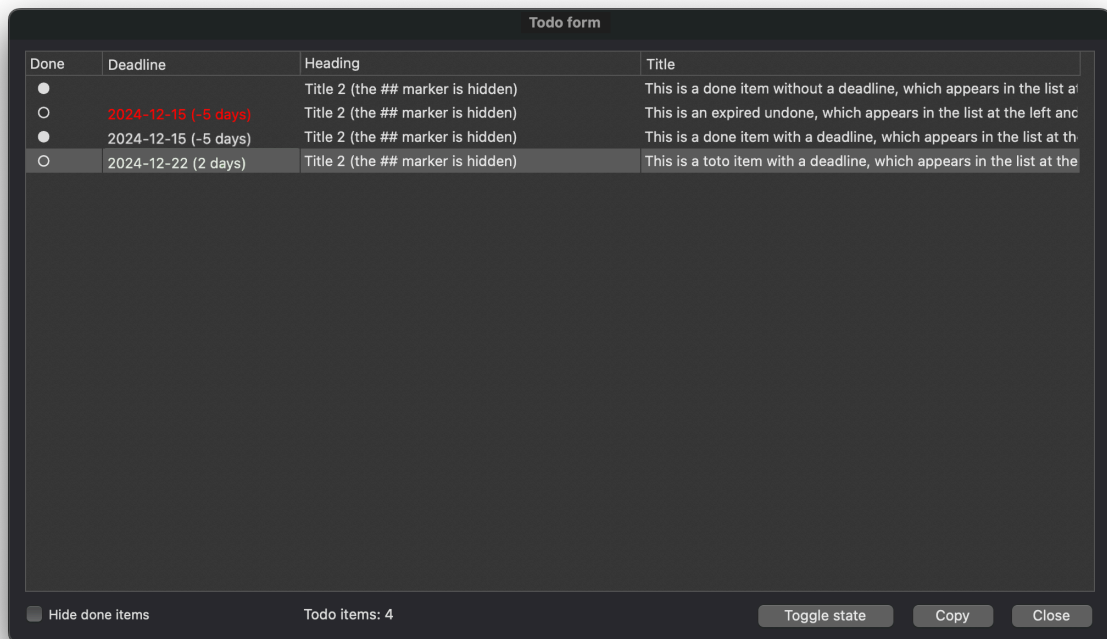 Todo form
Done Deadline Heading Title
Title 2 (the ## marker is hidden) This is a done item without a deadline, which appears in the list at
2024-12-15 (-5 days) Title 2 (the ## marker is hidden) This is an expired undone, which appears in the list at the left and
2024-12-15 (-5 days) Title 2 (the ## marker is hidden) This is a done item with a deadline, which appears in the list at th
2024-12-22 (2 days) Title 2 (the ## marker is hidden) This is a toto item with a deadline, which appears in the list at the
Hide done items Todo items: 4 Toggle state Copy Close